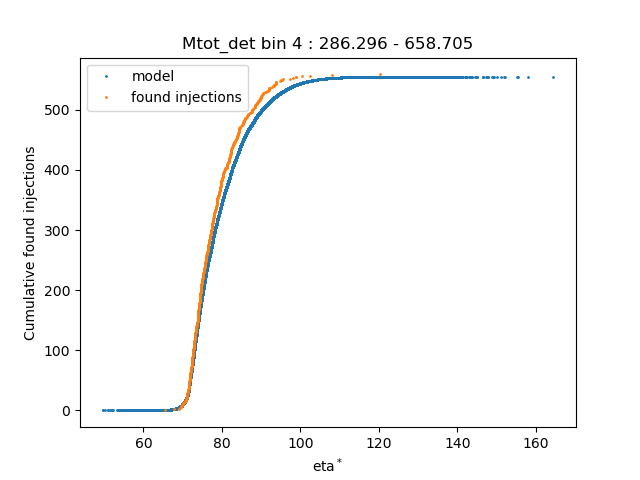 Mtot_det bin 4 : 286.296 - 658.705
model
found injections
Cumulative found injections
500
400
300
200
100
0
60
80
100
120
140
160
eta*